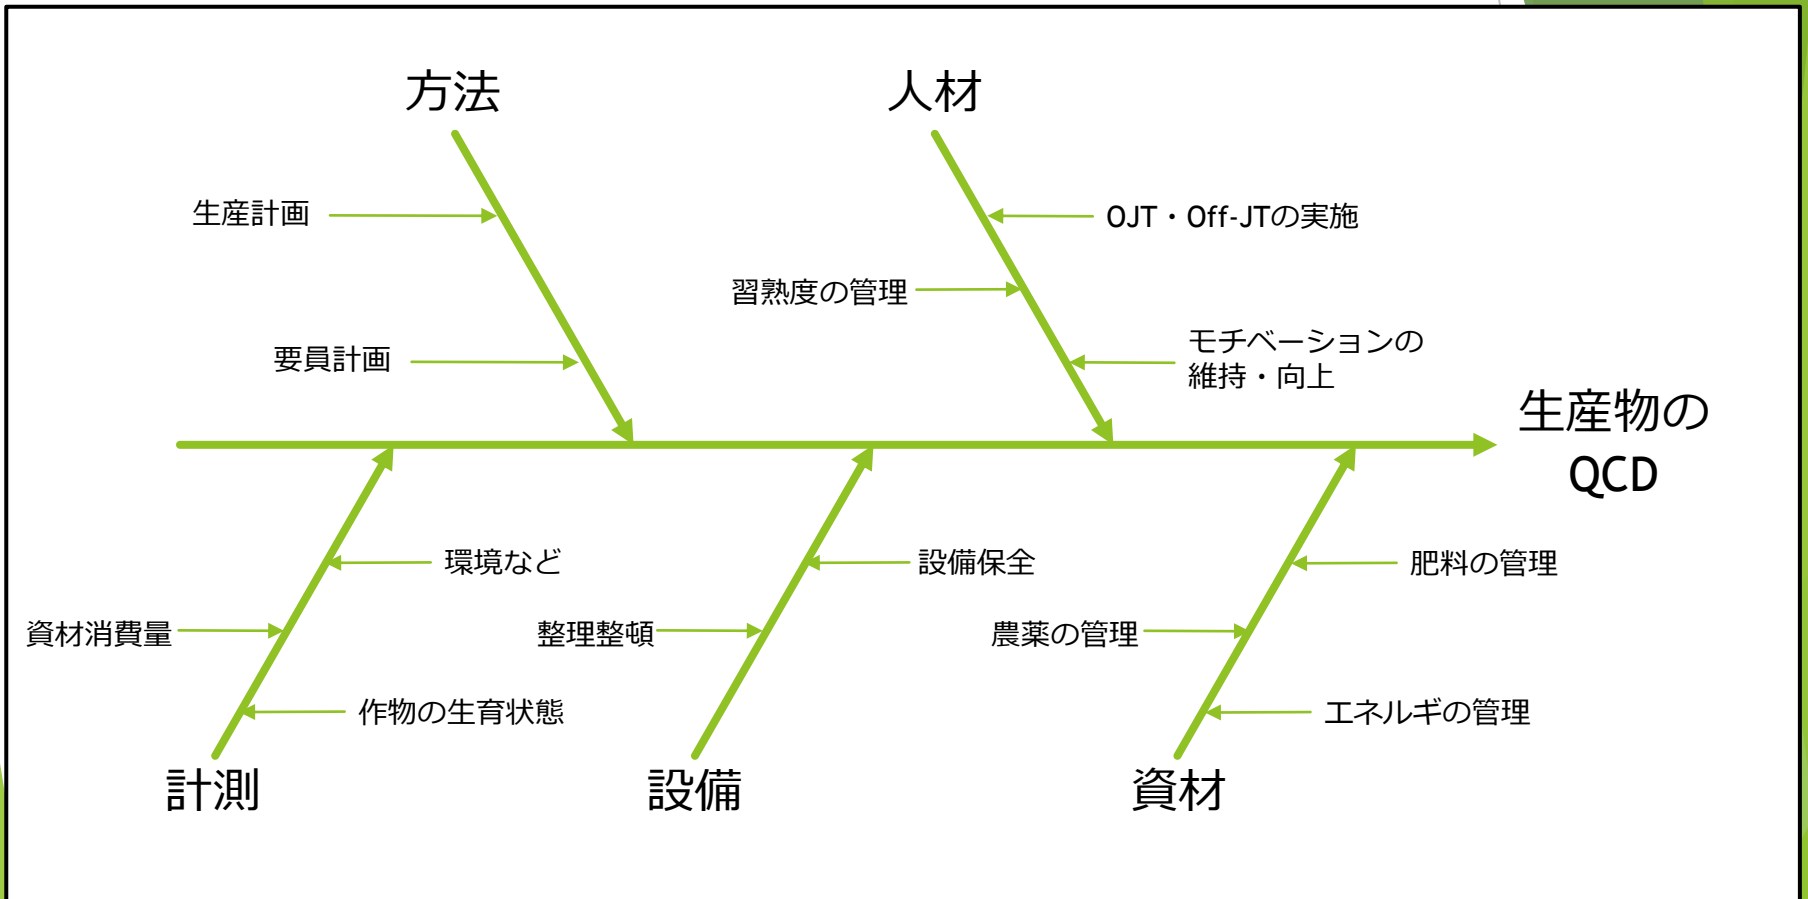 方法
人材
生産計画
OJT・Off-JTの実施
習熟度の管理
要員計画
モチベーションの
維持・向上
生産物の
QCD
環境など
設備保全
肥料の管理
資材消費量
整理整頓
農薬の管理
作物の生育状態
エネルギの管理
計測
設備
資材